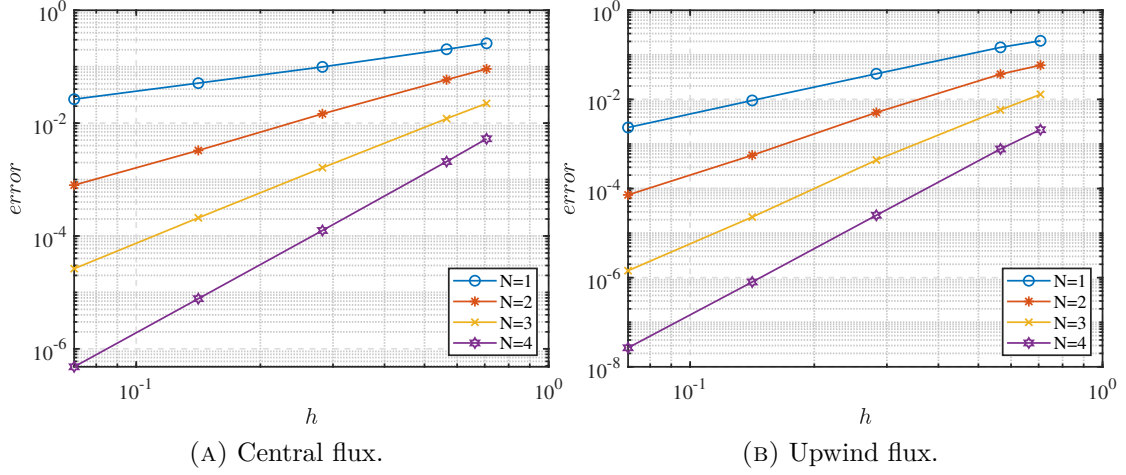 10^0
10^-2
10^-4
10^-6
error
10^-1
10^0
h
N=1
N=2
N=3
N=4
(A) Central flux.
10^0
10^-2
10^-4
10^-6
10^-8
error
10^-1
10^0
h
N=1
N=2
N=3
N=4
(B) Upwind flux.